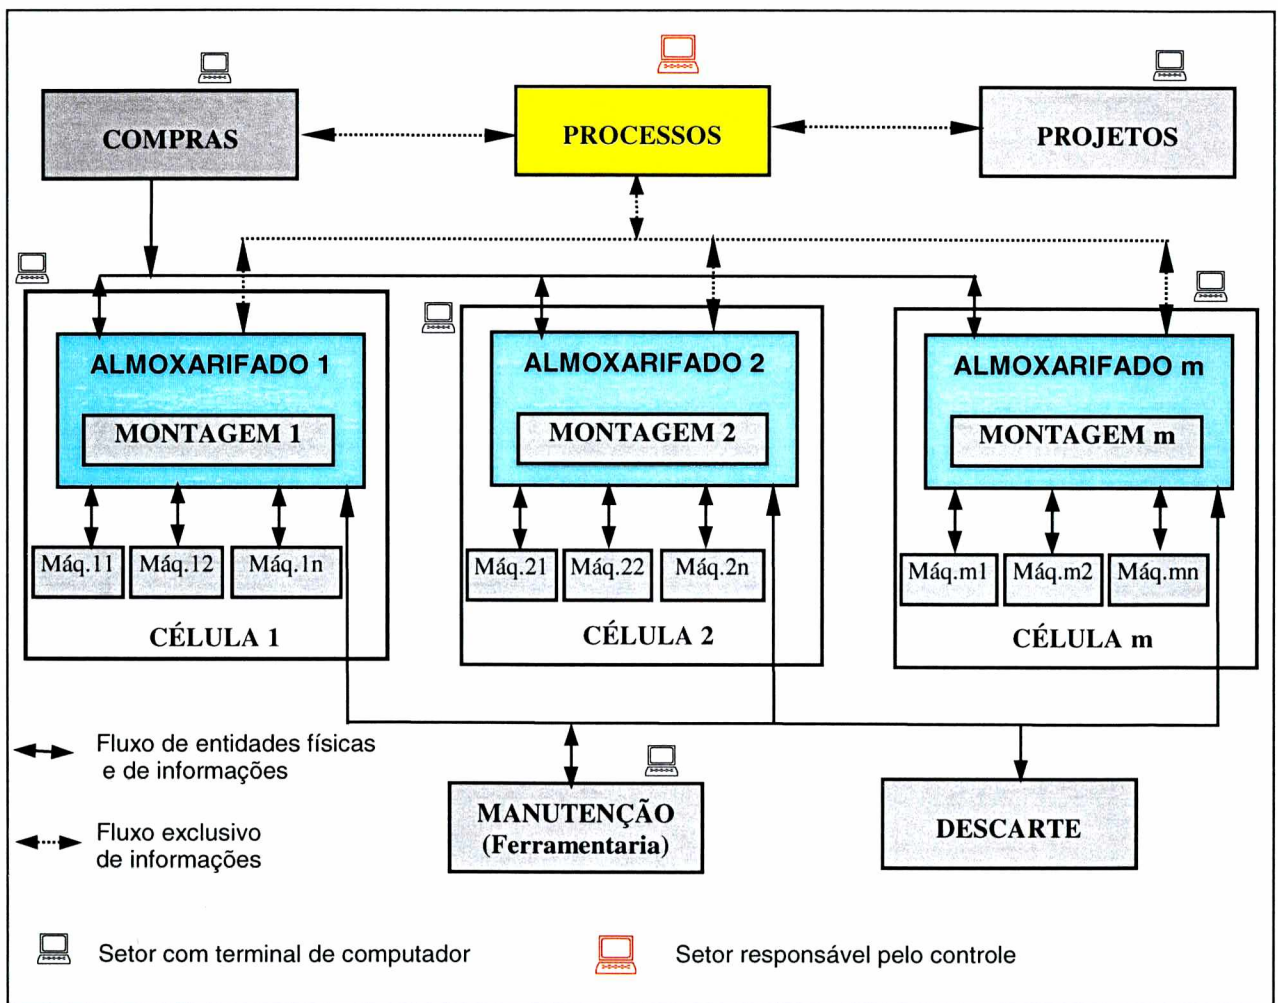 COMPRAS
PROCESSOS
PROJETOS
ALMOXARIFADO 1
MONTAGEM 1
Máq.11
Máq.12
Máq.1n
CÉLULA 1
ALMOXARIFADO 2
MONTAGEM 2
Máq.21
Máq.22
Máq.2n
CÉLULA 2
ALMOXARIFADO m
MONTAGEM m
Máq.m1
Máq.m2
Máq.mn
CÉLULA m
Fluxo de entidades físicas
e de informações
Fluxo exclusivo
de informações
MANUTENÇÃO
(Ferramentaria)
DESCARTE
Setor com terminal de computador
Setor responsável pelo controle